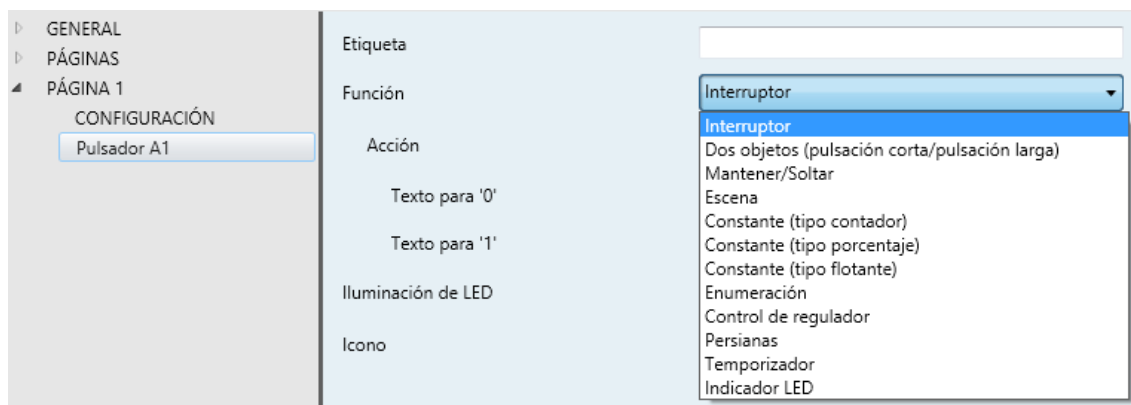 GENERAL
PÁGINAS
PÁGINA 1
CONFIGURACIÓN
Pulsador A1
Etiqueta
Función
Interruptor
Interruptor
Dos objetos (pulsación corta/pulsación larga)
Mantener/Soltar
Escena
Constante (tipo contador)
Constante (tipo porcentaje)
Constante (tipo flotante)
Enumeración
Control de regulador
Persianas
Temporizador
Indicador LED
Acción
Texto para '0'
Texto para '1'
Iluminación de LED
Icono